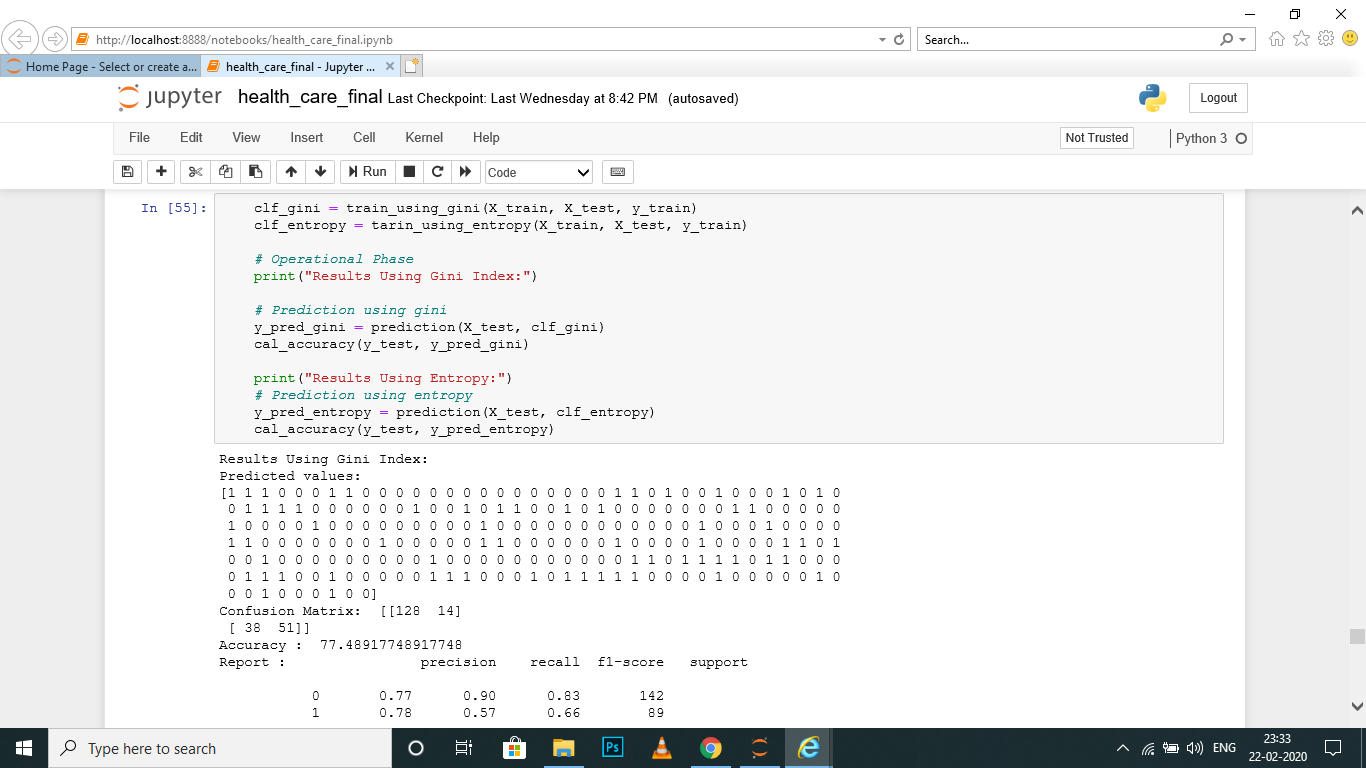 http://localhost:8888/notebooks/health_care_final.ipynb
Search...
Home Page - Select or create a...
health_care_final - Jupyter ...
jupyter health_care_final Last Checkpoint: Last Wednesday at 8:42 PM (autosaved)
Logout
File Edit View Insert Cell Kernel Help
Not Trusted
Python 3
Run
Code
In [55]:
clf_gini = train_using_gini(X_train, X_test, y_train)
clf_entropy = tarin_using_entropy(X_train, X_test, y_train)
# Operational Phase
print("Results Using Gini Index:")
# Prediction using gini
y_pred_gini = prediction(X_test, clf_gini)
cal_accuracy(y_test, y_pred_gini)
print("Results Using Entropy:")
# Prediction using entropy
y_pred_entropy = prediction(X_test, clf_entropy)
cal_accuracy(y_test, y_pred_entropy)
Results Using Gini Index:
Predicted values:
[1 1 1 0 0 0 1 1 0 0 0 0 0 0 0 0 0 0 0 0 0 0 0 1 1 0 1 0 0 1 0 0 0 1 0 1 0
0 1 1 1 1 0 0 0 0 0 0 1 0 0 1 0 1 1 0 0 1 0 1 0 0 0 0 0 0 0 1 1 0 0 0 0 0
1 0 0 0 0 1 0 0 0 0 0 0 0 0 0 1 0 0 0 0 0 0 0 0 0 0 0 0 1 0 0 0 1 0 0 0 0
1 1 0 0 0 0 0 0 0 1 0 0 0 0 0 1 1 0 0 0 0 0 0 1 0 0 0 0 1 0 0 0 0 1 1 0 1
0 0 1 0 0 0 0 0 0 0 0 0 1 0 0 0 0 0 0 0 0 0 0 0 1 1 0 1 1 1 1 0 1 1 0 0 0
0 1 1 1 0 0 1 0 0 0 0 0 1 1 1 0 0 0 1 0 1 1 1 1 1 0 0 0 0 1 0 0 0 0 0 1 0
0 0 1 0 0 0 1 0 0]
Confusion Matrix: [[128 14]
[ 38 51]]
Accuracy : 77.48917748917748
Report : precision recall f1-score support
0 0.77 0.90 0.83 142
1 0.78 0.57 0.66 89
Type here to search
Ps
ENG
23:33
22-02-2020